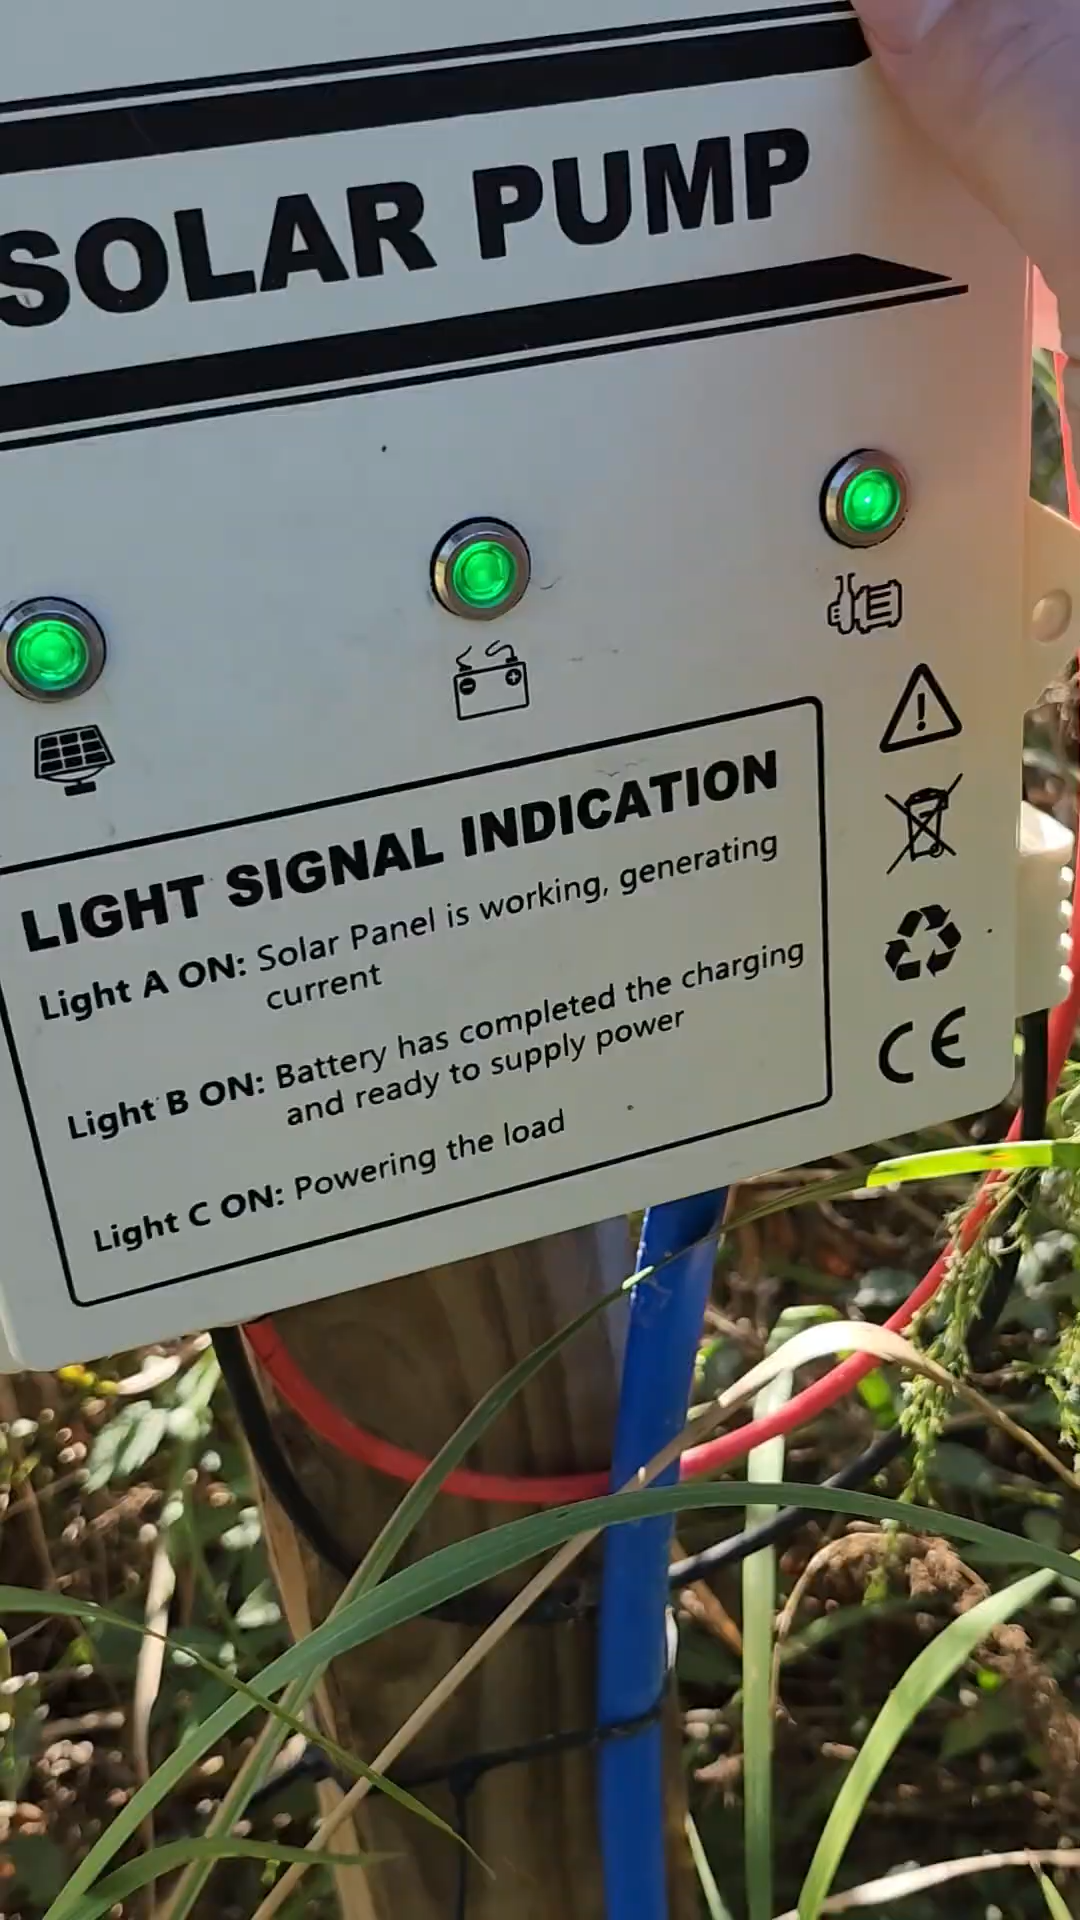 SOLAR PUMP
LIGHT SIGNAL INDICATION
Light A ON: Solar Panel is working, generating
current
Light B ON: Battery has completed the charging
and ready to supply power
Light C ON: Powering the load
CE